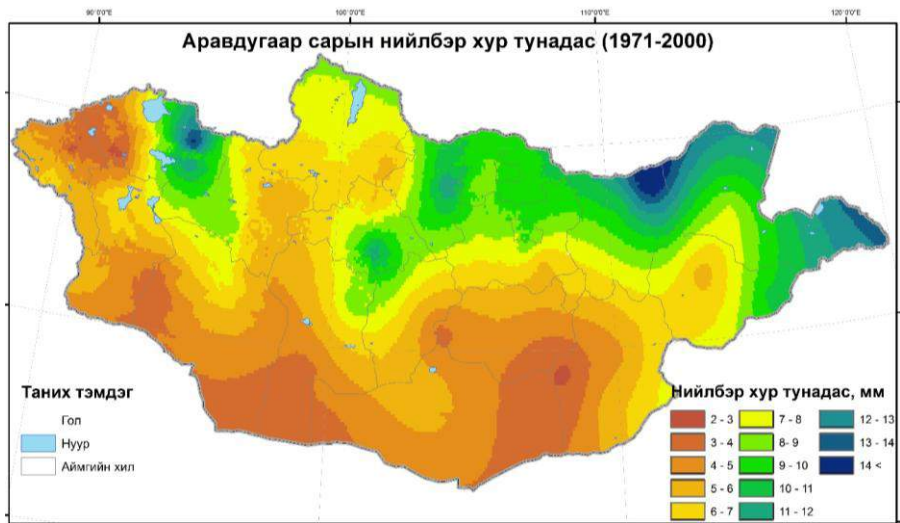 90°0'0"E
100°0'0"E
110°0'0"E
120°0'0"E
Аравдугаар сарын нийлбэр хур тунадас (1971-2000)
Таних тэмдэг
Гол
Нуур
Аймгийн хил
Нийлбэр хур тунадас, мм
2 - 3
3 - 4
4 - 5
5 - 6
6 - 7
7 - 8
8- 9
9 - 10
10 - 11
11 - 12
12 - 13
13 - 14
14 <